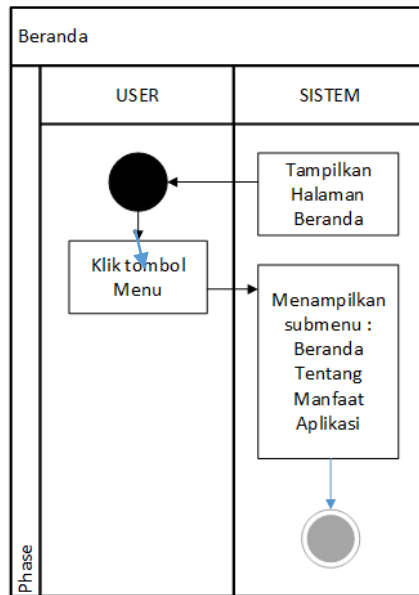 Beranda
USER
SISTEM
Tampilkan
Halaman
Beranda
Klik tombol
Menu
Menampilkan
submenu :
Beranda
Tentang
Manfaat
Aplikasi
Phase